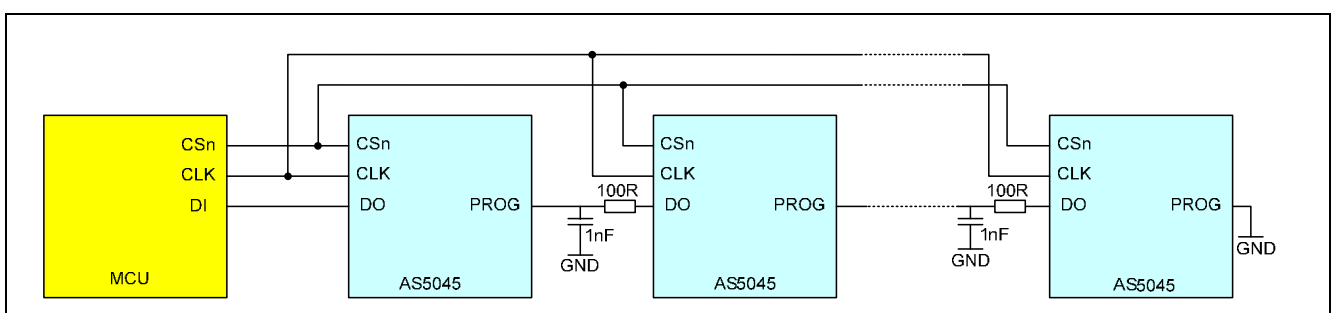 CSn
CLK
DI
MCU
CSn
CLK
DO
PROG
AS5045
100R
1nF
GND
CSn
CLK
DO
PROG
AS5045
100R
1nF
GND
CSn
CLK
DO
PROG
AS5045
GND